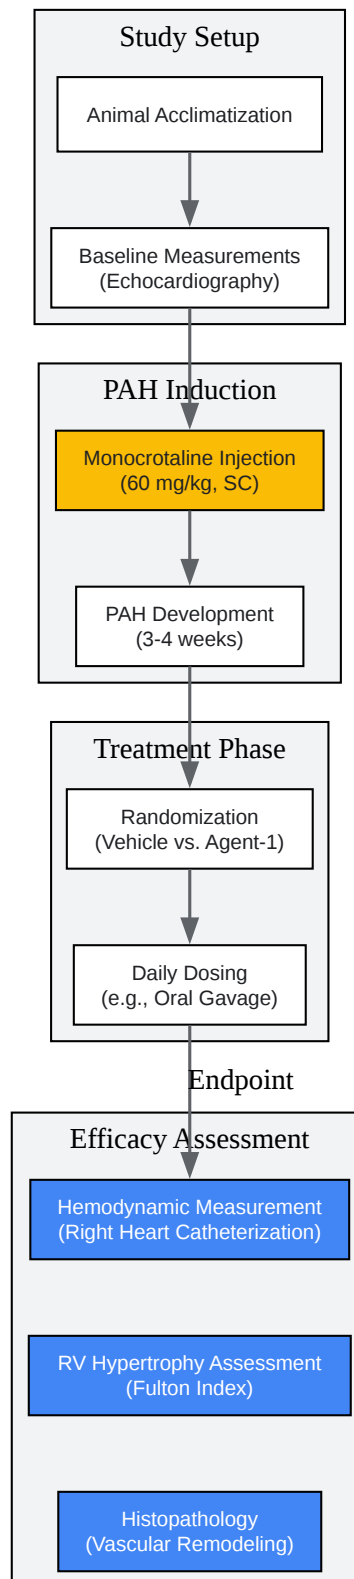 Study Setup
Animal Acclimatization
Baseline Measurements
(Echocardiography)
PAH Induction
Monocrotaline Injection
(60 mg/kg, SC)
PAH Development
(3-4 weeks)
Treatment Phase
Randomization
(Vehicle vs. Agent-1)
Daily Dosing
(e.g., Oral Gavage)
Endpoint
Efficacy Assessment
Hemodynamic Measurement
(Right Heart Catheterization)
RV Hypertrophy Assessment
(Fulton Index)
Histopathology
(Vascular Remodeling)